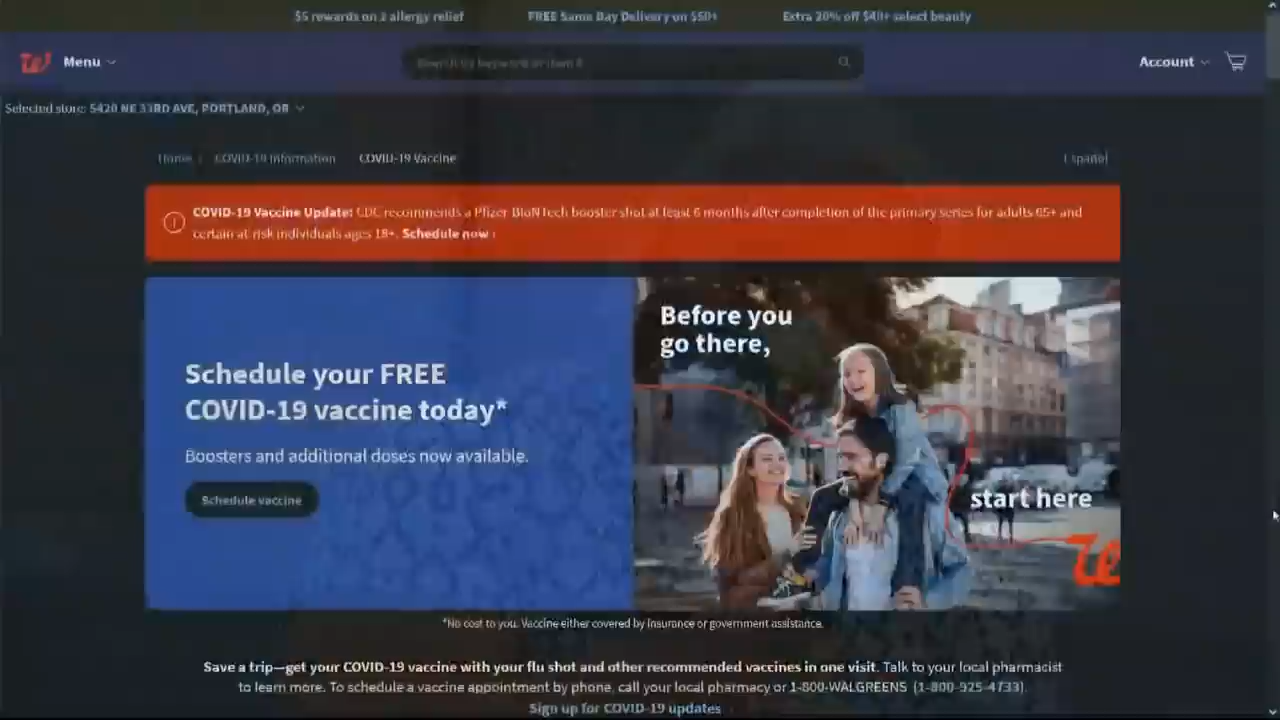 $5 rewards on 2 allergy relief
FREE Same Day Delivery on $50+
Extra 20% off $40+ select beauty
Menu
Search by keyword or item #
Account
Selected store: 5420 NE 33RD AVE, PORTLAND, OR
Home
COVID-19 Information
COVID-19 Vaccine
Español
COVID-19 Vaccine Update: CDC recommends a Pfizer BioNTech booster shot at least 6 months after completion of the primary series for adults 65+ and
certain at risk individuals ages 18+. Schedule now ›
Before you
go there,
Schedule your FREE
COVID-19 vaccine today*
Boosters and additional doses now available.
Schedule vaccine
start here
*No cost to you. Vaccine either covered by insurance or government assistance.
Save a trip—get your COVID-19 vaccine with your flu shot and other recommended vaccines in one visit. Talk to your local pharmacist
to learn more. To schedule a vaccine appointment by phone, call your local pharmacy or 1-800-WALGREENS (1-800-925-4733).
Sign up for COVID-19 updates